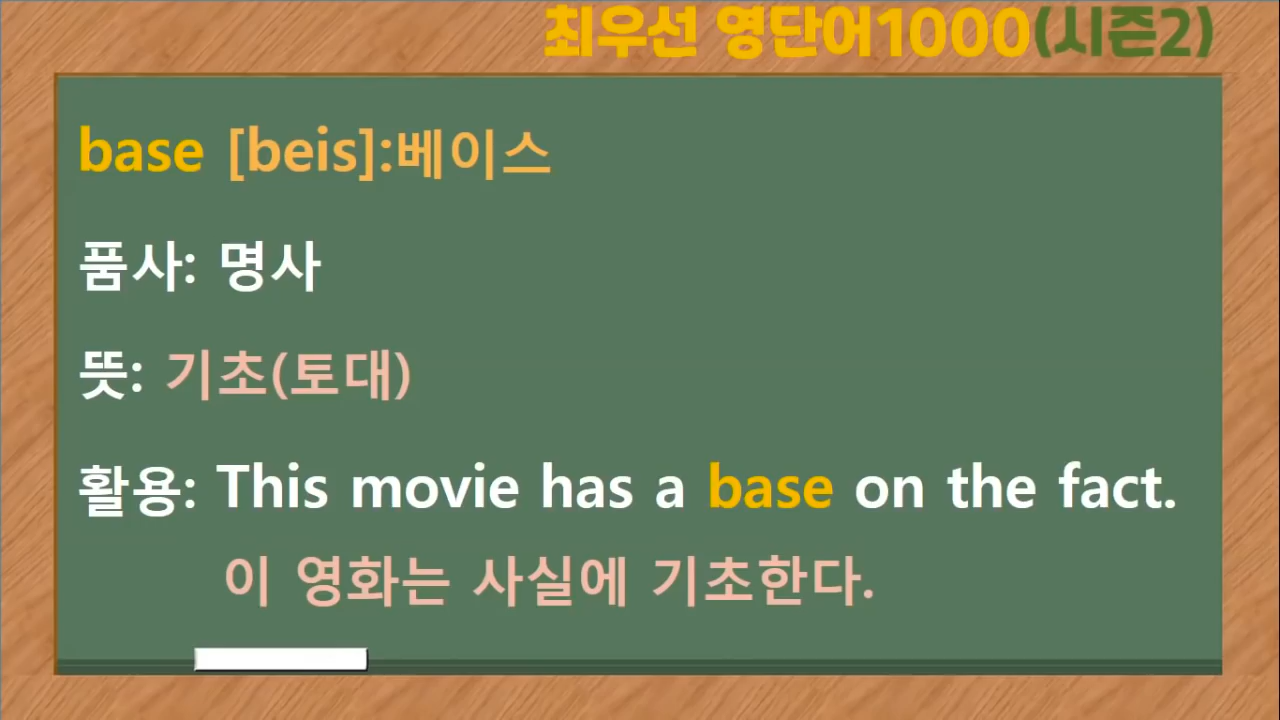 최우선 영단어1000(시즌2)
base [beis]:베이스
품사: 명사
뜻: 기초(토대)
활용: This movie has a base on the fact.
이 영화는 사실에 기초한다.